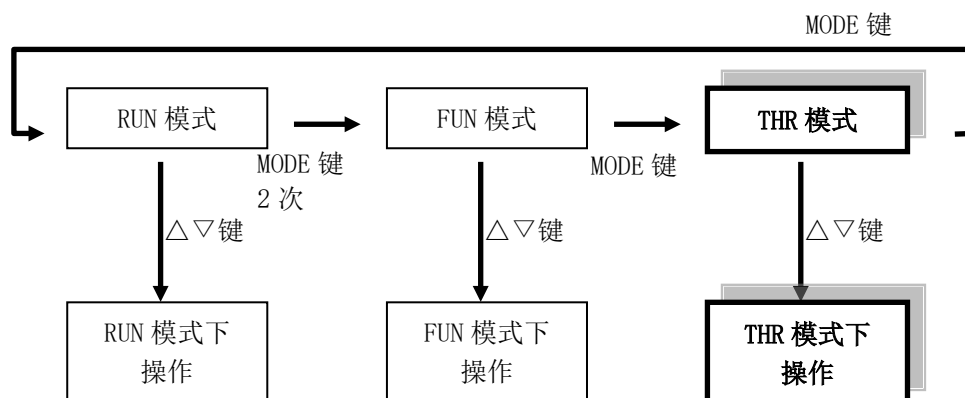 MODE 键
RUN 模式
FUN 模式
THR 模式
MODE 键
2 次
MODE 键
△▽键
△▽键
△▽键
RUN 模式下
操作
FUN 模式下
操作
THR 模式下
操作